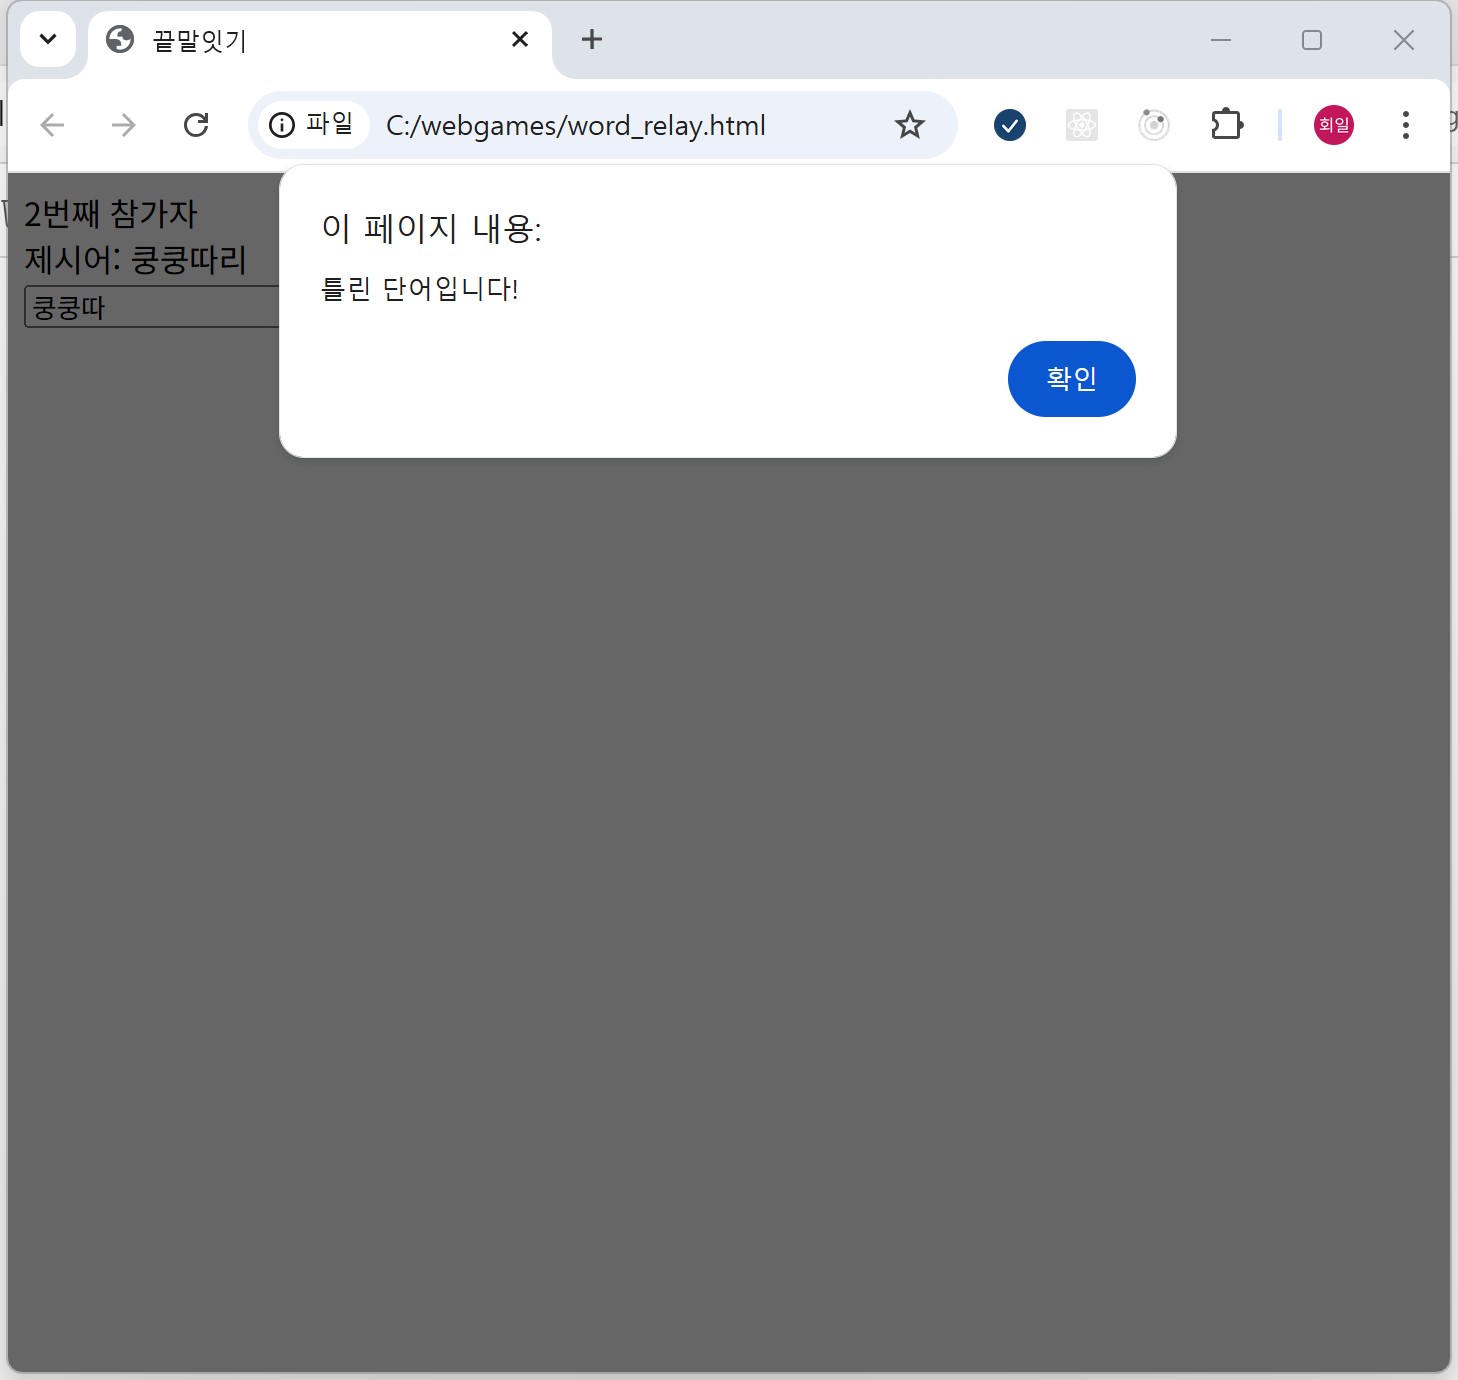 끝말잇기
파일 C:/webgames/word_relay.html
회일
이 페이지 내용:
틀린 단어입니다!
확인
2번째 참가자
제시어: 쿵쿵따리
쿵쿵따